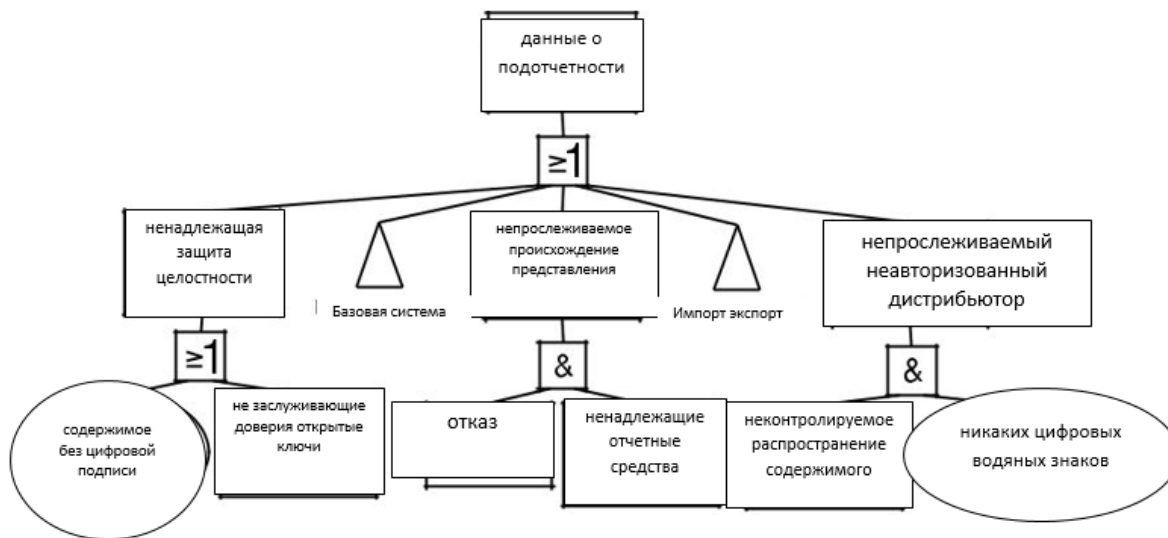 данные о
подотчетности
≥1
ненадлежащая
защита
целостности
Базовая система
непрослеживаемое
происхождение
представления
Импорт экспорт
непрослеживаемый
неавторизованный
дистрибьютор
≥1
&
&
содержимое
без цифровой
подписи
не заслуживающие
доверия открытые
ключи
отказ
ненадлежащие
отчетные
средства
неконтролируемое
распространение
содержимого
никаких цифровых
водяных знаков